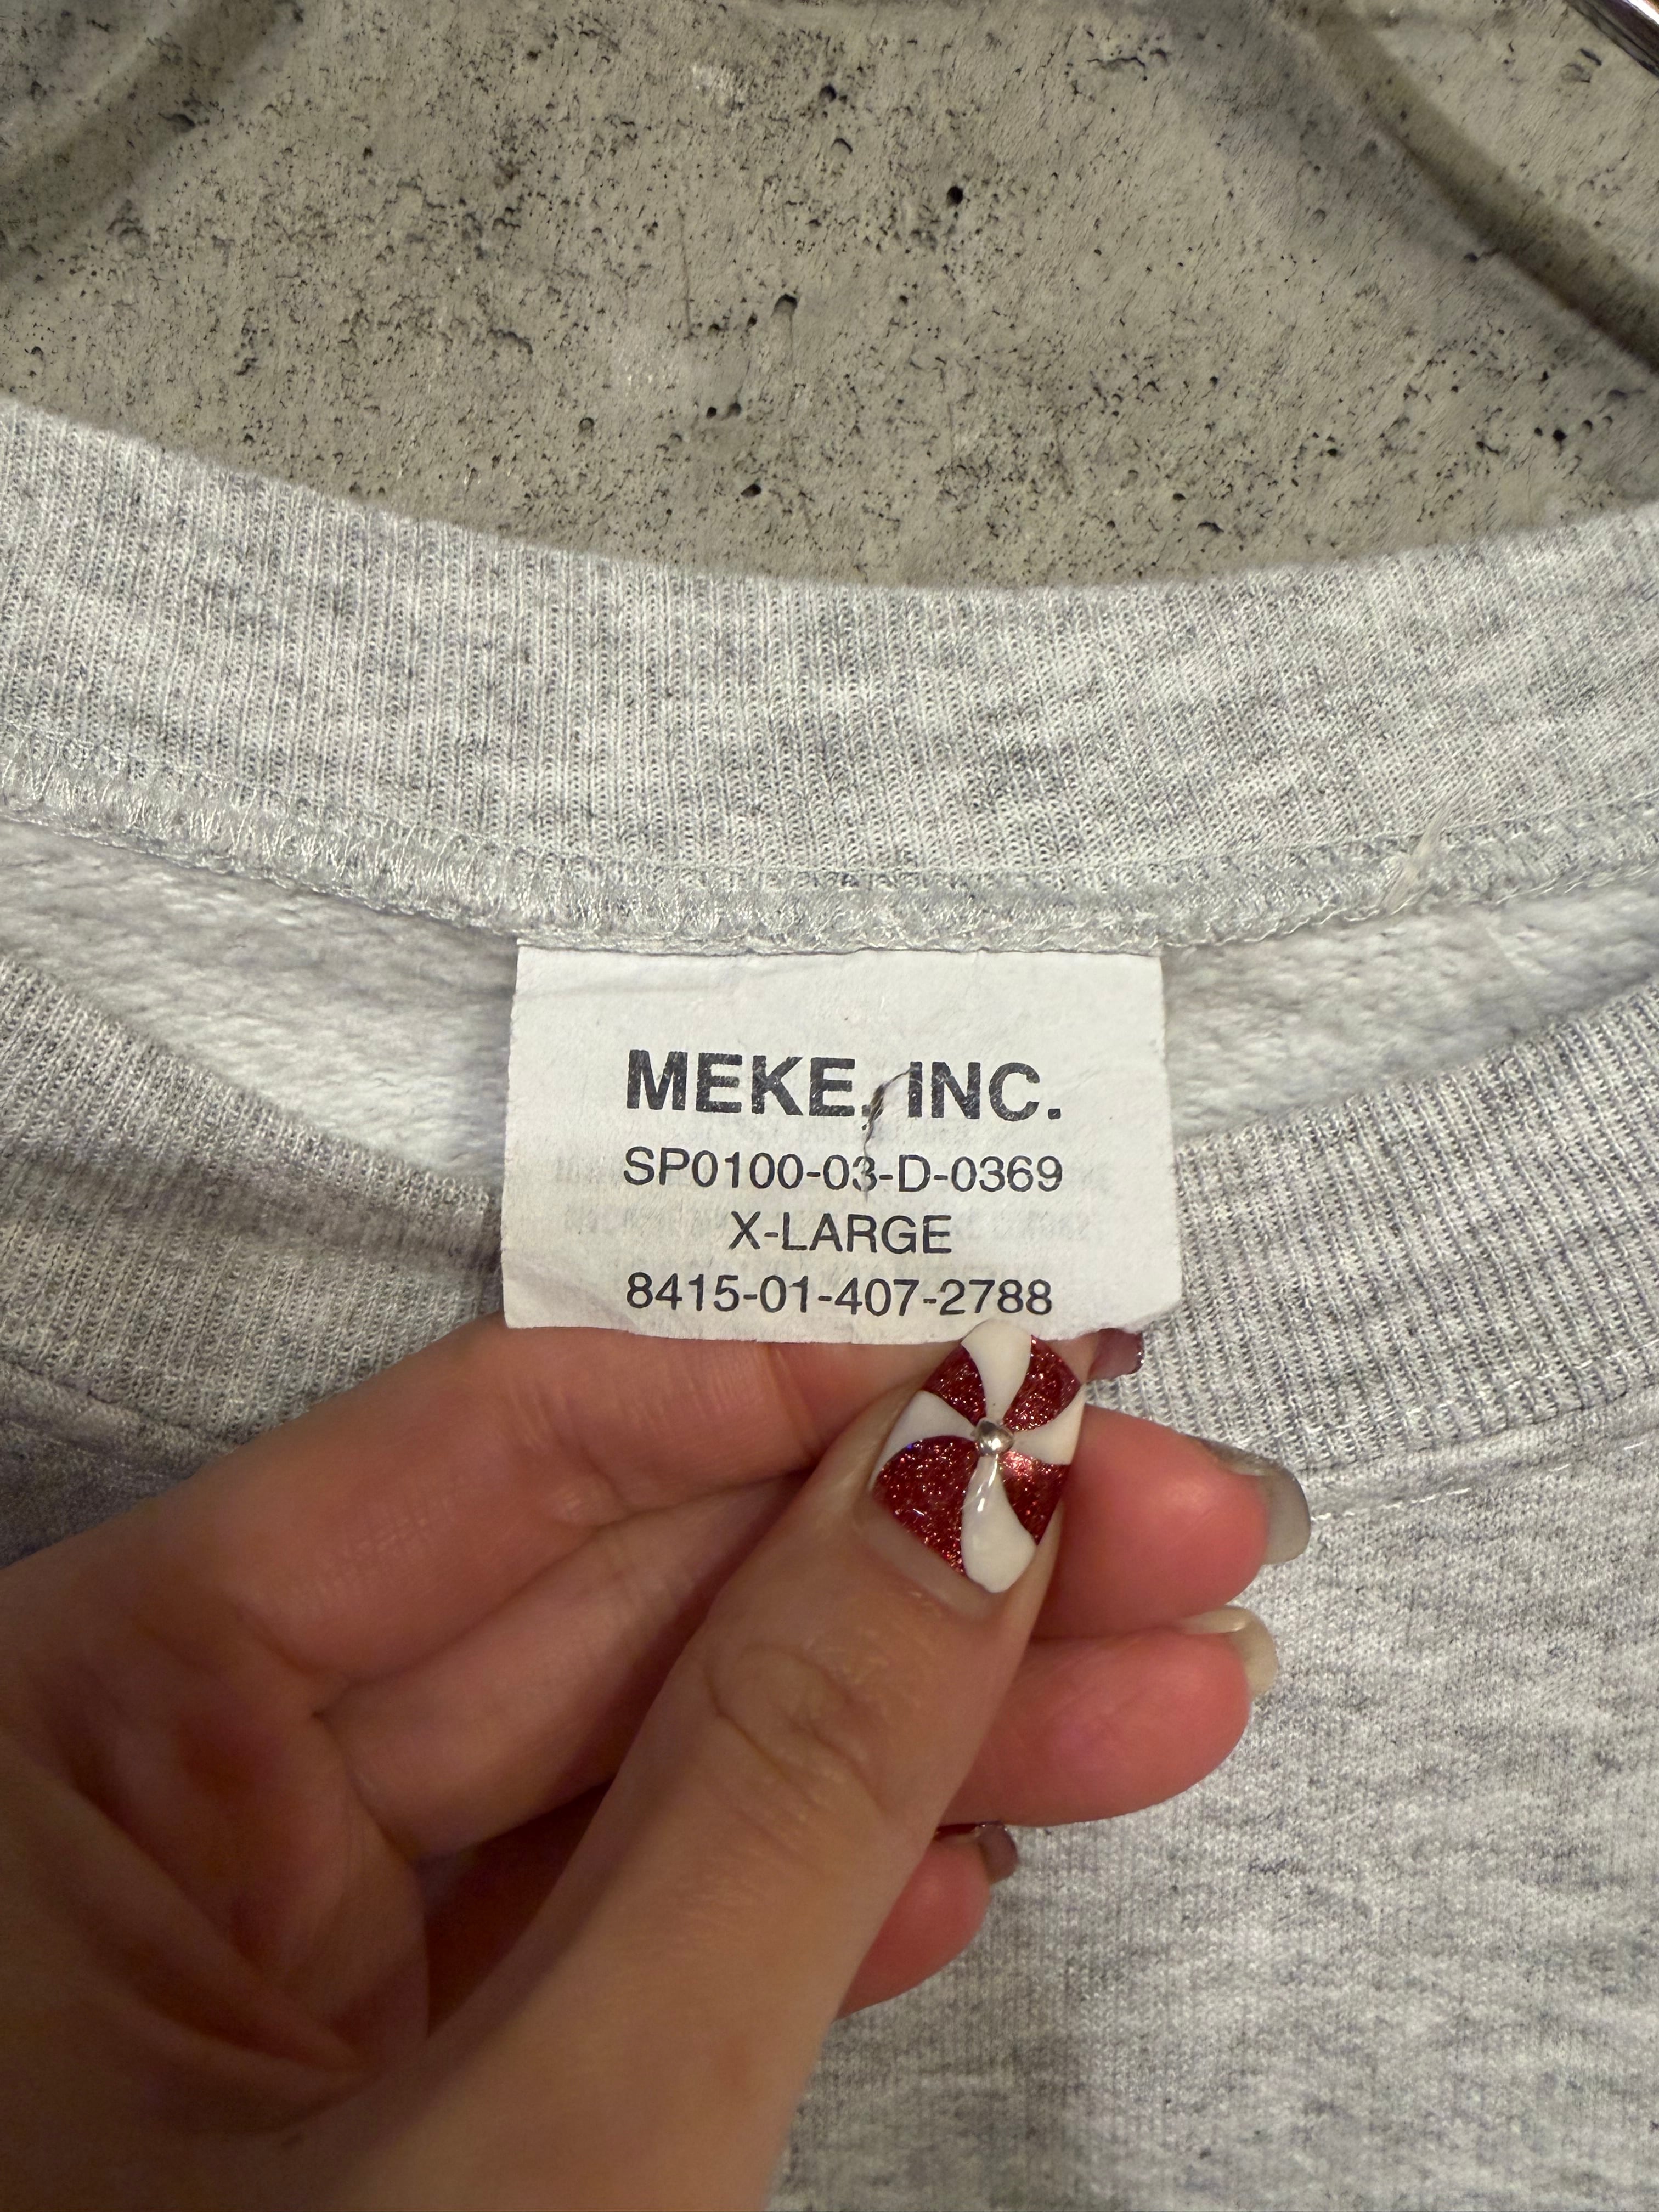 MEKE, INC.
SP0100-03-D-0369
X-LARGE
8415-01-407-2788